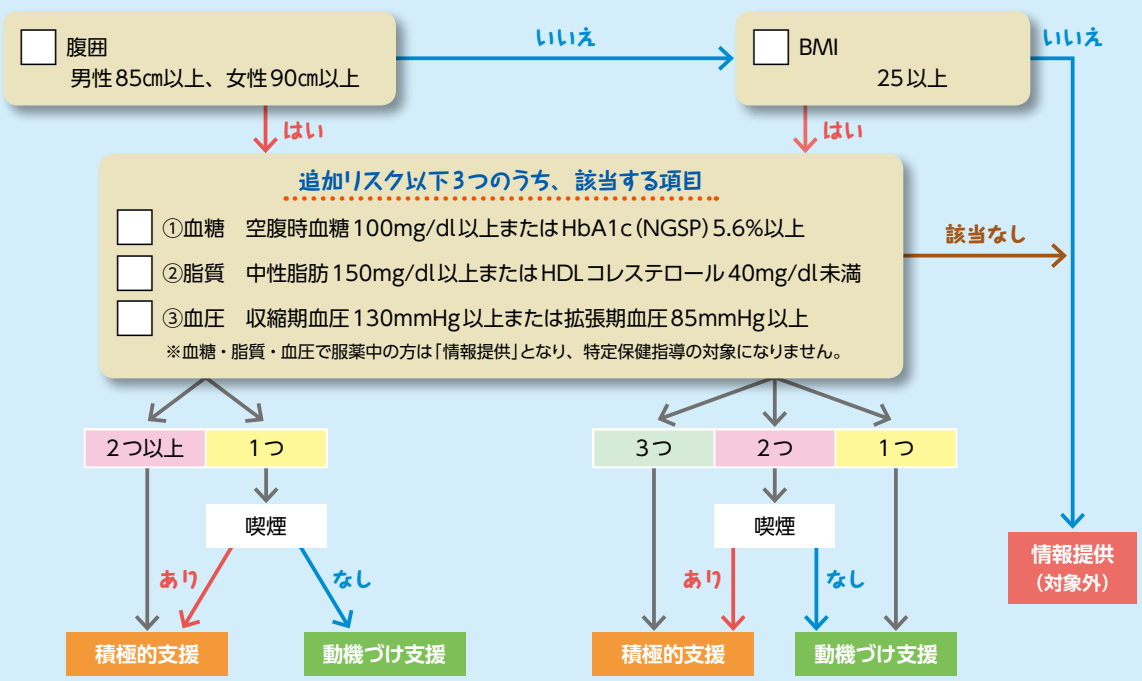 腹囲
男性85㎝以上、女性90㎝以上
いいえ
BMI
25以上
いいえ
はい
はい
追加リスク以下3つのうち、該当する項目
①血糖 空腹時血糖100mg/dl以上またはHbA1c(NGSP)5.6%以上
②脂質 中性脂肪150mg/dl以上またはHDLコレステロール40mg/dl未満
③血圧 収縮期血圧130mmHg以上または拡張期血圧85mmHg以上
※血糖・脂質・血圧で服薬中の方は「情報提供」となり、特定保健指導の対象になりません。
該当なし
2つ以上
1つ
3つ
2つ
1つ
喫煙
喫煙
あり
なし
あり
なし
情報提供
(対象外)
積極的支援
動機づけ支援
積極的支援
動機づけ支援